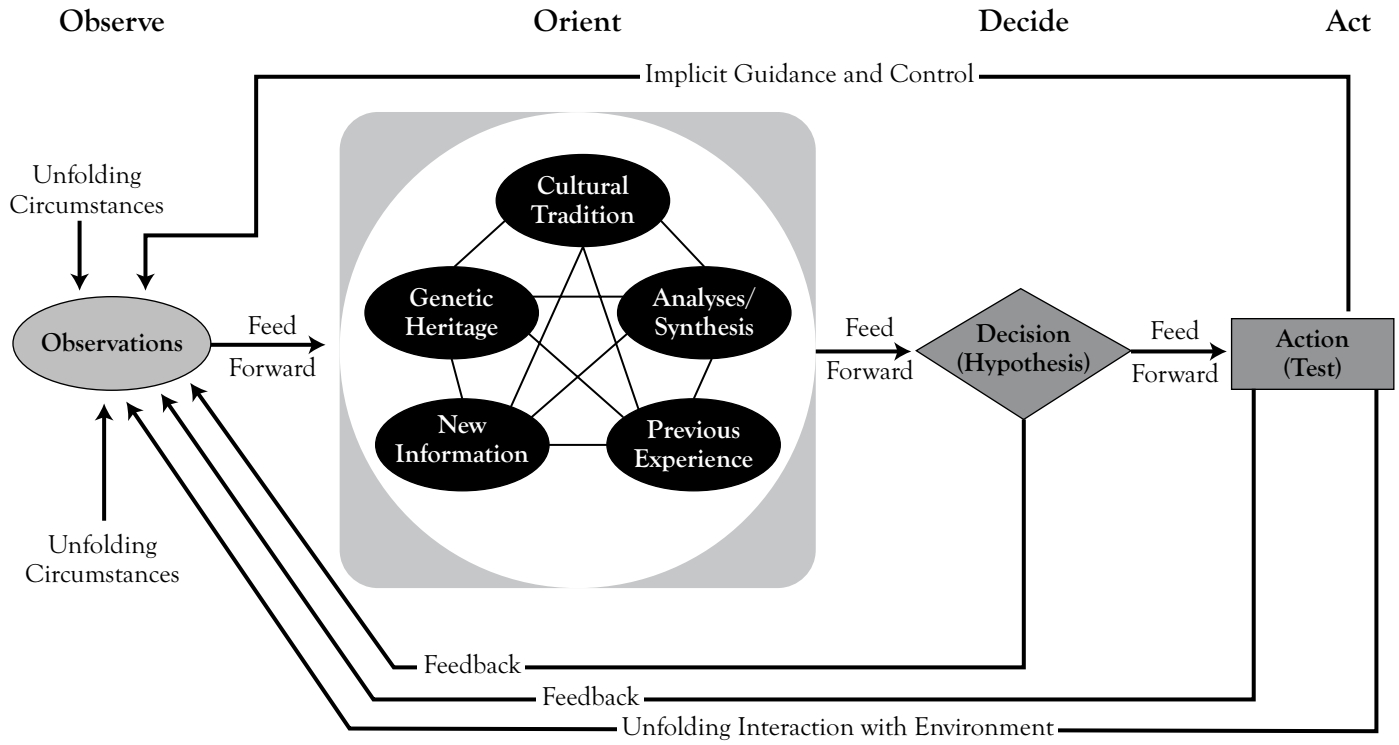 Observe
Orient
Decide
Act
Implicit Guidance and Control
Unfolding
Circumstances
Cultural
Tradition
Genetic
Heritage
Analyses/
Synthesis
New
Information
Previous
Experience
Observations
Feed
Forward
Feed
Forward
Decision
(Hypothesis)
Feed
Forward
Action
(Test)
Unfolding
Circumstances
Feedback
Feedback
Unfolding Interaction with Environment